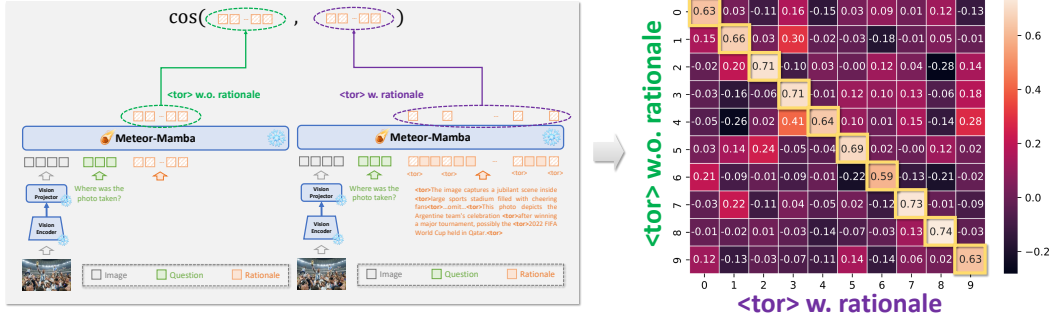 cos( , )
<tor> w.o. rationale
<tor> w. rationale
Meteor-Mamba
Meteor-Mamba
Vision Projector
Where was the photo taken?
Vision Encoder
<tor> <tor> <tor> <tor>
Vision Projector
Where was the photo taken?
Vision Encoder
<tor>The image captures a jubilant scene inside
<tor>large sports stadium filled with cheering
fans<tor>...omit...<tor>This photo depicts the
Argentine team's celebration <tor>after winning
a major tournament, possibly the <tor>2022 FIFA
World Cup held in Qatar.<tor>
Image Question Rationale
Image Question Rationale
<tor> w.o. rationale
0 0.63 0.03 -0.11 0.16 -0.15 0.03 0.09 0.01 0.12 -0.13
1 0.15 0.66 0.03 0.30 -0.02 -0.03 -0.18 -0.01 0.05 -0.01
2 -0.02 0.20 0.71 -0.10 0.03 -0.00 0.12 0.04 -0.28 0.14
3 -0.03 -0.16 -0.06 0.71 -0.01 0.12 0.10 0.13 -0.06 0.18
4 -0.01 -0.26 0.02 0.41 0.64 0.10 0.01 0.15 -0.14 0.28
5 -0.03 0.14 0.24 -0.05 -0.04 0.69 0.02 -0.00 0.12 0.02
6 0.21 -0.09 -0.01 -0.09 0.01 -0.22 0.59 -0.13 -0.21 -0.02
7 -0.03 0.22 -0.11 0.04 -0.05 0.02 -0.12 0.73 -0.01 -0.09
8 -0.02 0.03 0.04 -0.14 -0.05 -0.07 -0.03 0.13 0.74 -0.03
9 0.12 -0.13 -0.03 -0.07 -0.11 0.14 -0.14 0.06 0.02 0.63
0 1 2 3 4 5 6 7 8 9
<tor> w. rationale
0.6
0.4
0.2
0.0
−0.2